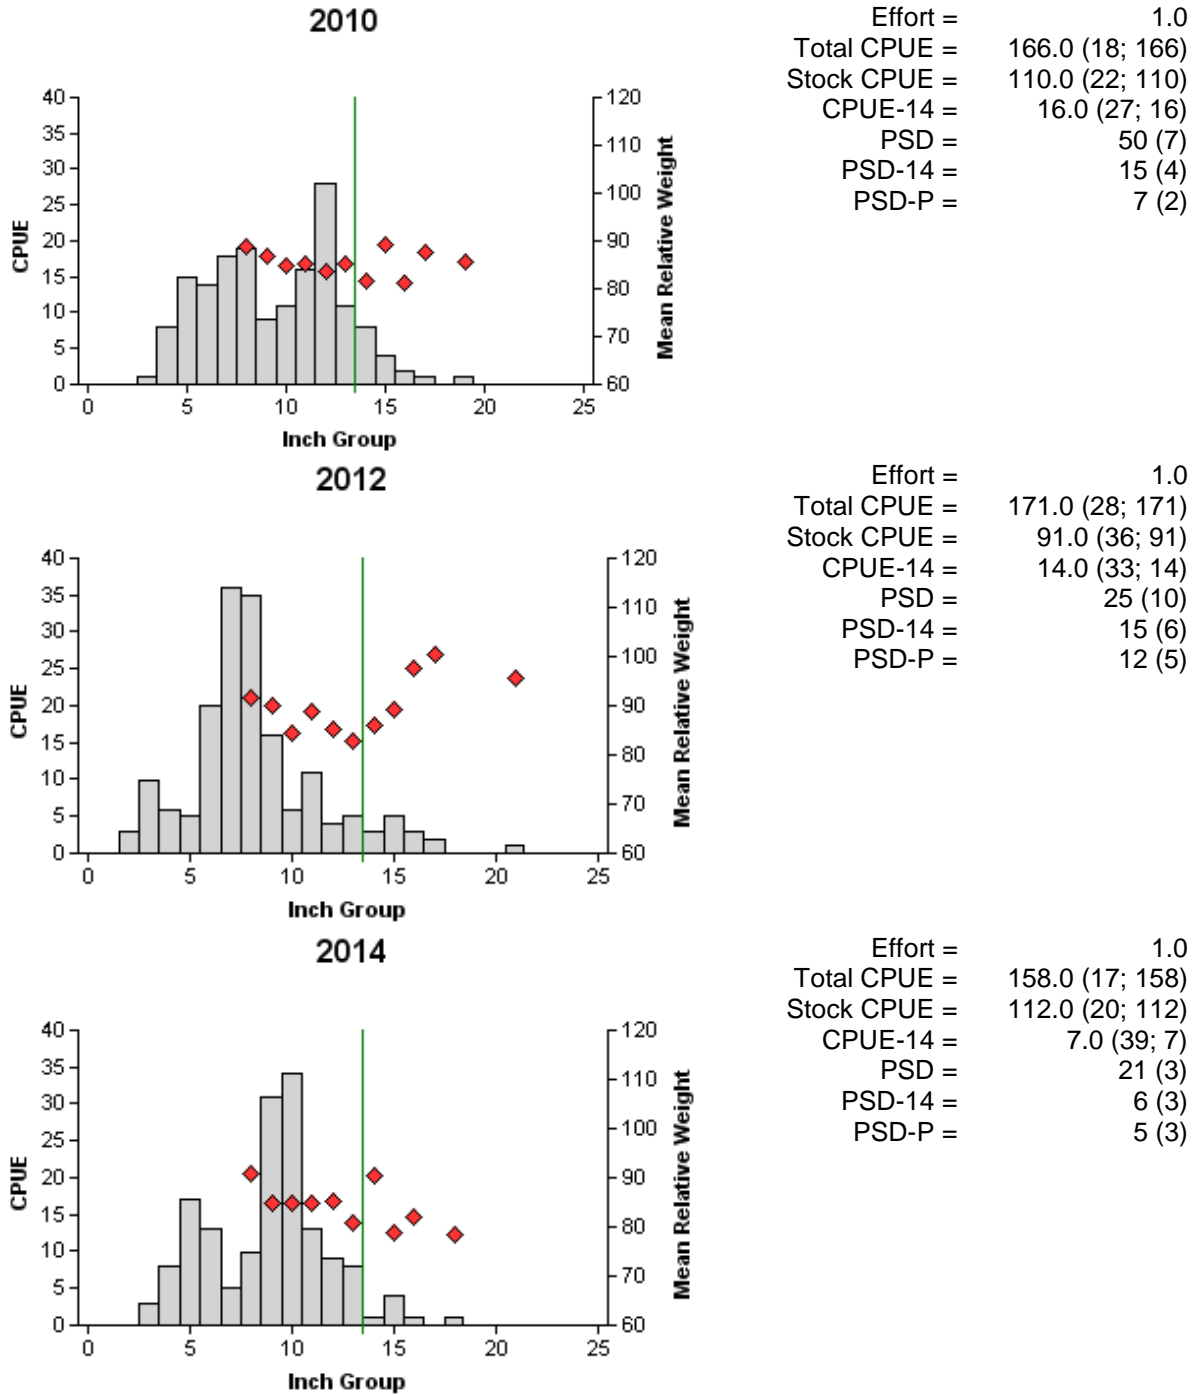 2010
Effort = 1.0
Total CPUE = 166.0 (18; 166)
Stock CPUE = 110.0 (22; 110)
CPUE-14 = 16.0 (27; 16)
PSD = 50 (7)
PSD-14 = 15 (4)
PSD-P = 7 (2)
40
35
30
25
20
15
10
5
0
CPUE
120
110
100
90
80
70
60
Mean Relative Weight
0 5 10 15 20 25
Inch Group
2012
Effort = 1.0
Total CPUE = 171.0 (28; 171)
Stock CPUE = 91.0 (36; 91)
CPUE-14 = 14.0 (33; 14)
PSD = 25 (10)
PSD-14 = 15 (6)
PSD-P = 12 (5)
40
35
30
25
20
15
10
5
0
CPUE
120
110
100
90
80
70
60
Mean Relative Weight
0 5 10 15 20 25
Inch Group
2014
Effort = 1.0
Total CPUE = 158.0 (17; 158)
Stock CPUE = 112.0 (20; 112)
CPUE-14 = 7.0 (39; 7)
PSD = 21 (3)
PSD-14 = 6 (3)
PSD-P = 5 (3)
40
35
30
25
20
15
10
5
0
CPUE
120
110
100
90
80
70
60
Mean Relative Weight
0 5 10 15 20 25
Inch Group